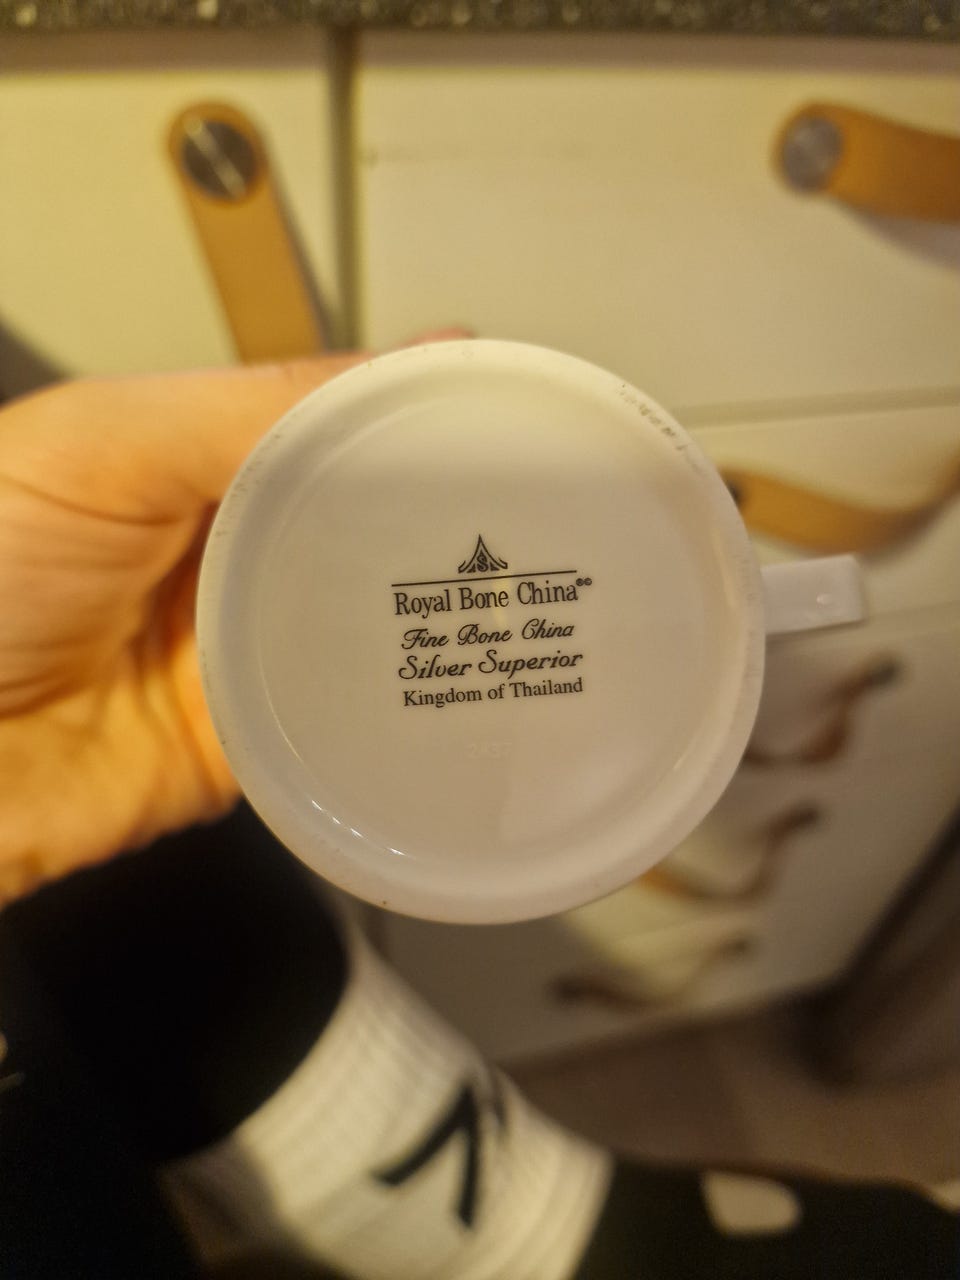 S
Royal Bone China®©
Fine Bone China
Silver Superior
Kingdom of Thailand